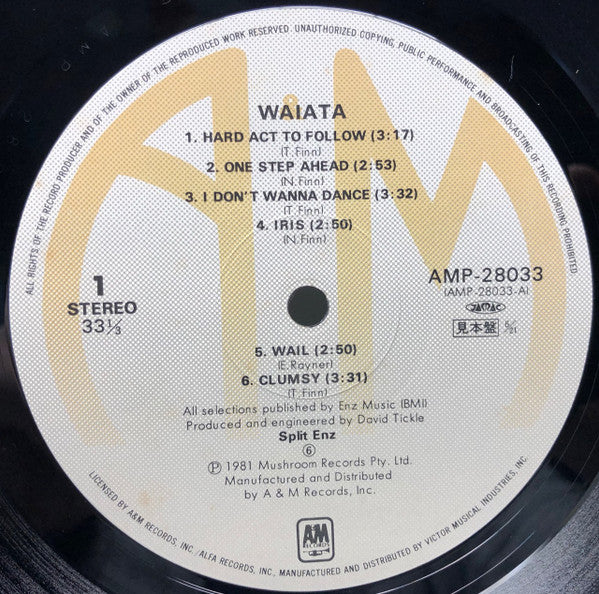 ALL RIGHTS OF THE RECORD PRODUCER AND OF THE OWNER OF THE REPRODUCED WORK RESERVED. UNAUTHORIZED COPYING, PUBLIC PERFORMANCE AND BROADCASTING OF THIS RECORDING PROHIBITED
WAIATA
1. HARD ACT TO FOLLOW (3:17)
(T. Finn)
2. ONE STEP AHEAD (2:53)
(N. Finn)
3. I DON'T WANNA DANCE (3:32)
(T. Finn)
4. IRIS (2:50)
(N. Finn)
1
STEREO
33⅓
AMP-28033
(AMP-28033-A)
JASRAC
見本盤
5. WAIL (2:50)
(E. Rayner)
6. CLUMSY (3:31)
(T. Finn)
All selections published by Enz Music (BMI)
Produced and engineered by David Tickle
Split Enz
⑥
Ⓟ 1981 Mushroom Records Pty. Ltd.
Manufactured and Distributed
by A & M Records, Inc.
A&M
RECORDS
LICENSED BY A&M RECORDS, INC. /ALFA RECORDS, INC., MANUFACTURED AND DISTRIBUTED BY VICTOR MUSICAL INDUSTRIES, INC.